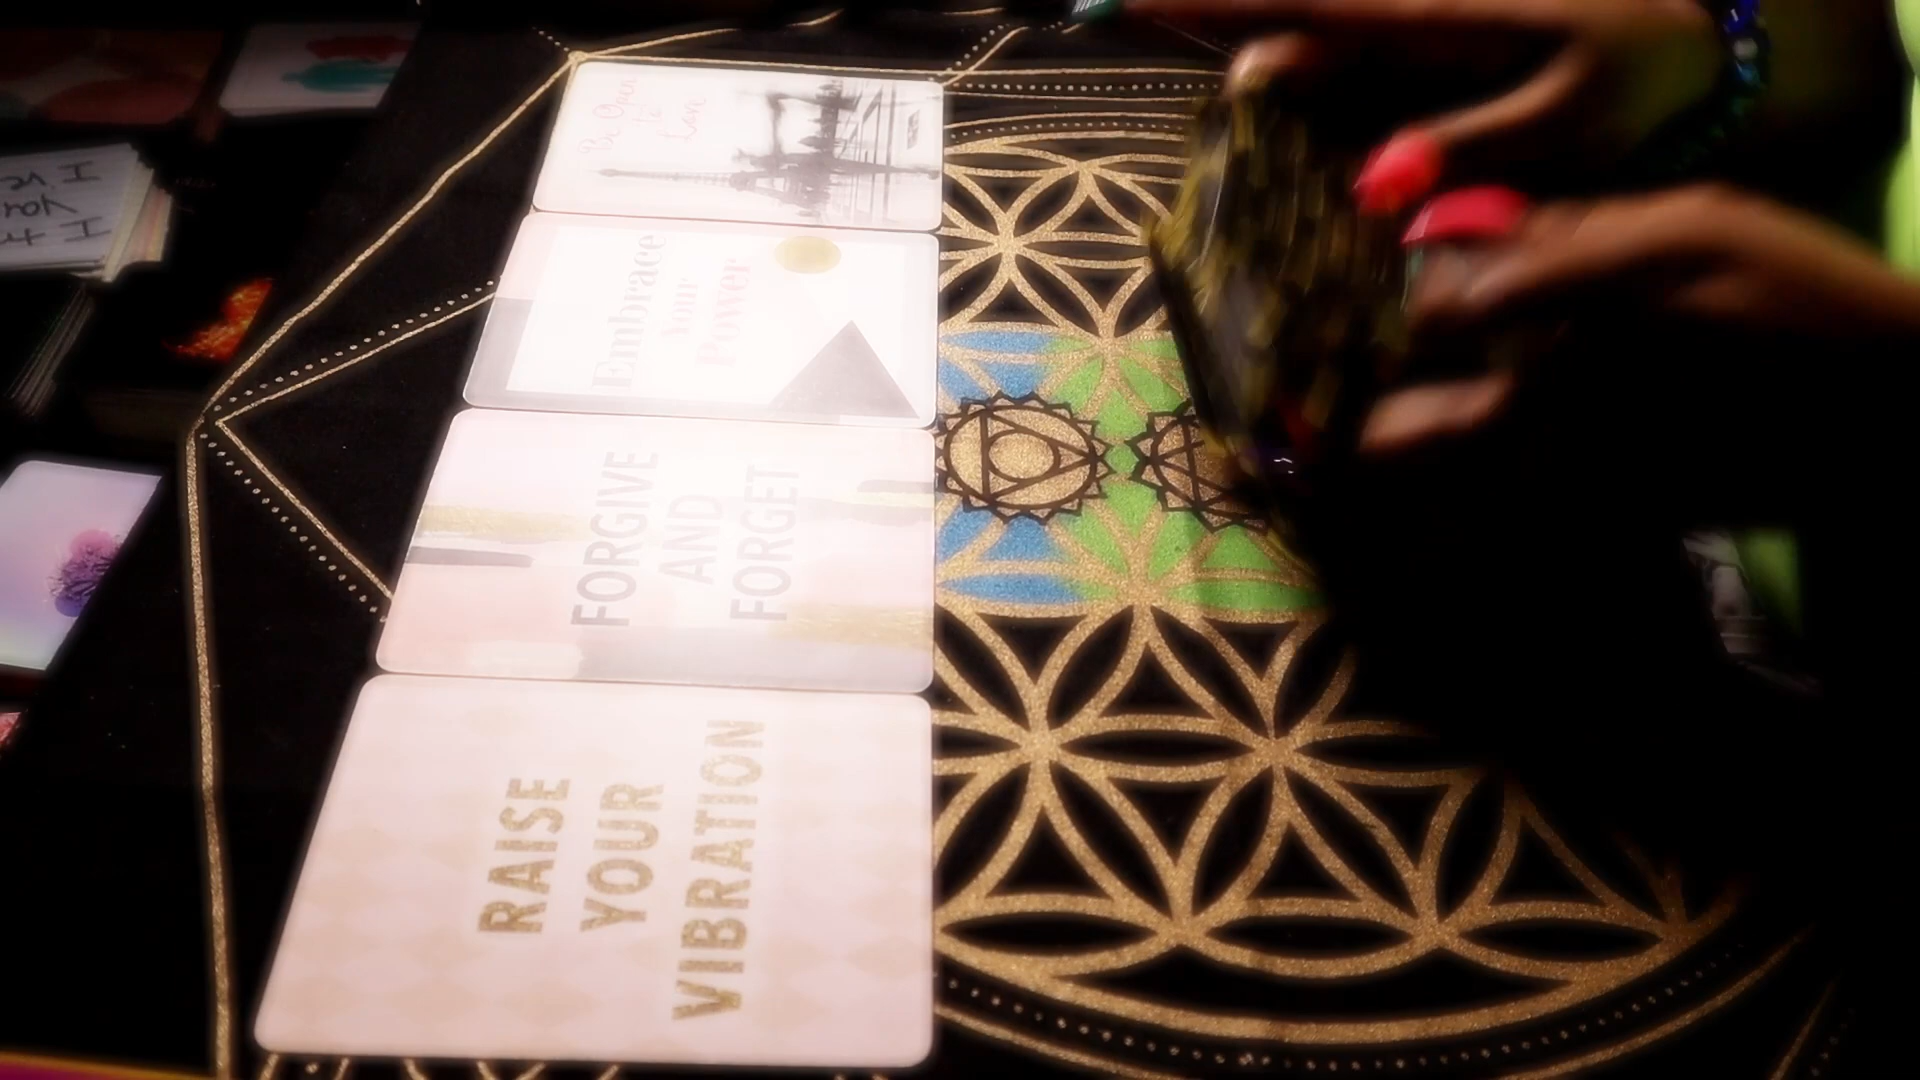 Be Open
to
Love
Embrace
Your
Power
FORGIVE
AND
FORGET
RAISE
YOUR
VIBRATION